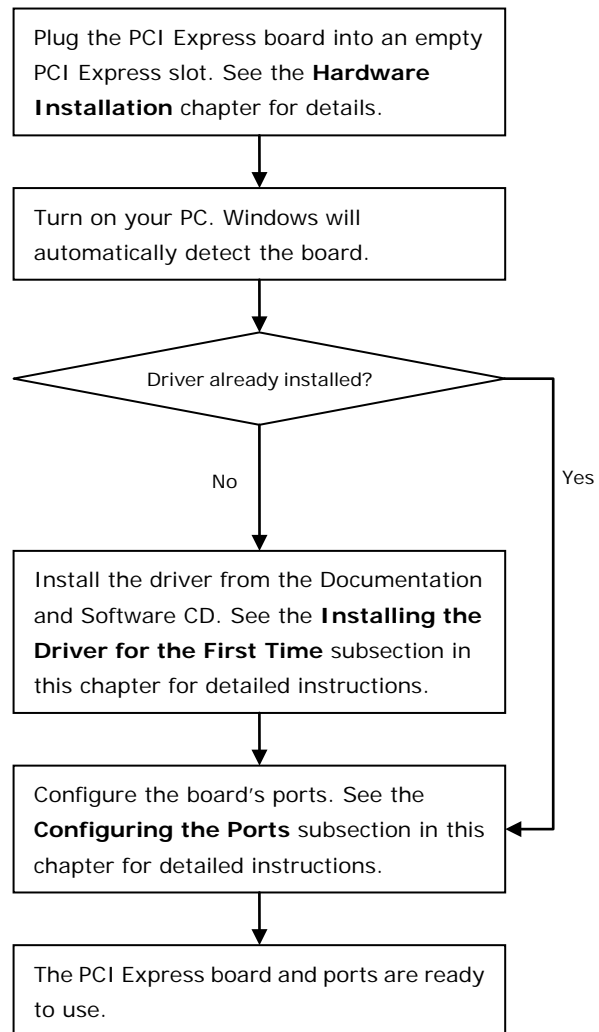 Plug the PCI Express board into an empty
PCI Express slot. See the Hardware
Installation chapter for details.
Turn on your PC. Windows will
automatically detect the board.
Driver already installed?
No
Yes
Install the driver from the Documentation
and Software CD. See the Installing the
Driver for the First Time subsection in
this chapter for detailed instructions.
Configure the board's ports. See the
Configuring the Ports subsection in this
chapter for detailed instructions.
The PCI Express board and ports are ready
to use.